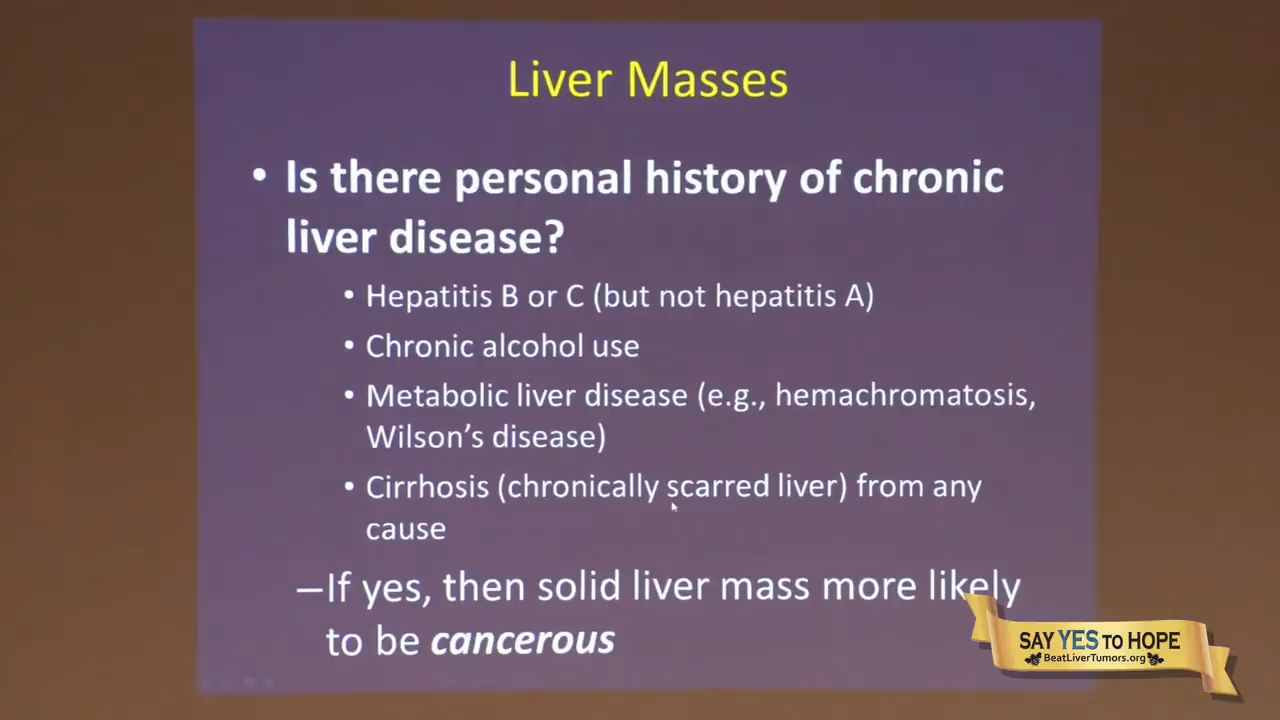 Liver Masses
• Is there personal history of chronic
liver disease?
• Hepatitis B or C (but not hepatitis A)
• Chronic alcohol use
• Metabolic liver disease (e.g., hemachromatosis,
Wilson's disease)
• Cirrhosis (chronically scarred liver) from any
cause
–If yes, then solid liver mass more likely
to be cancerous
SAY YES TO HOPE
BeatLiverTumors.org